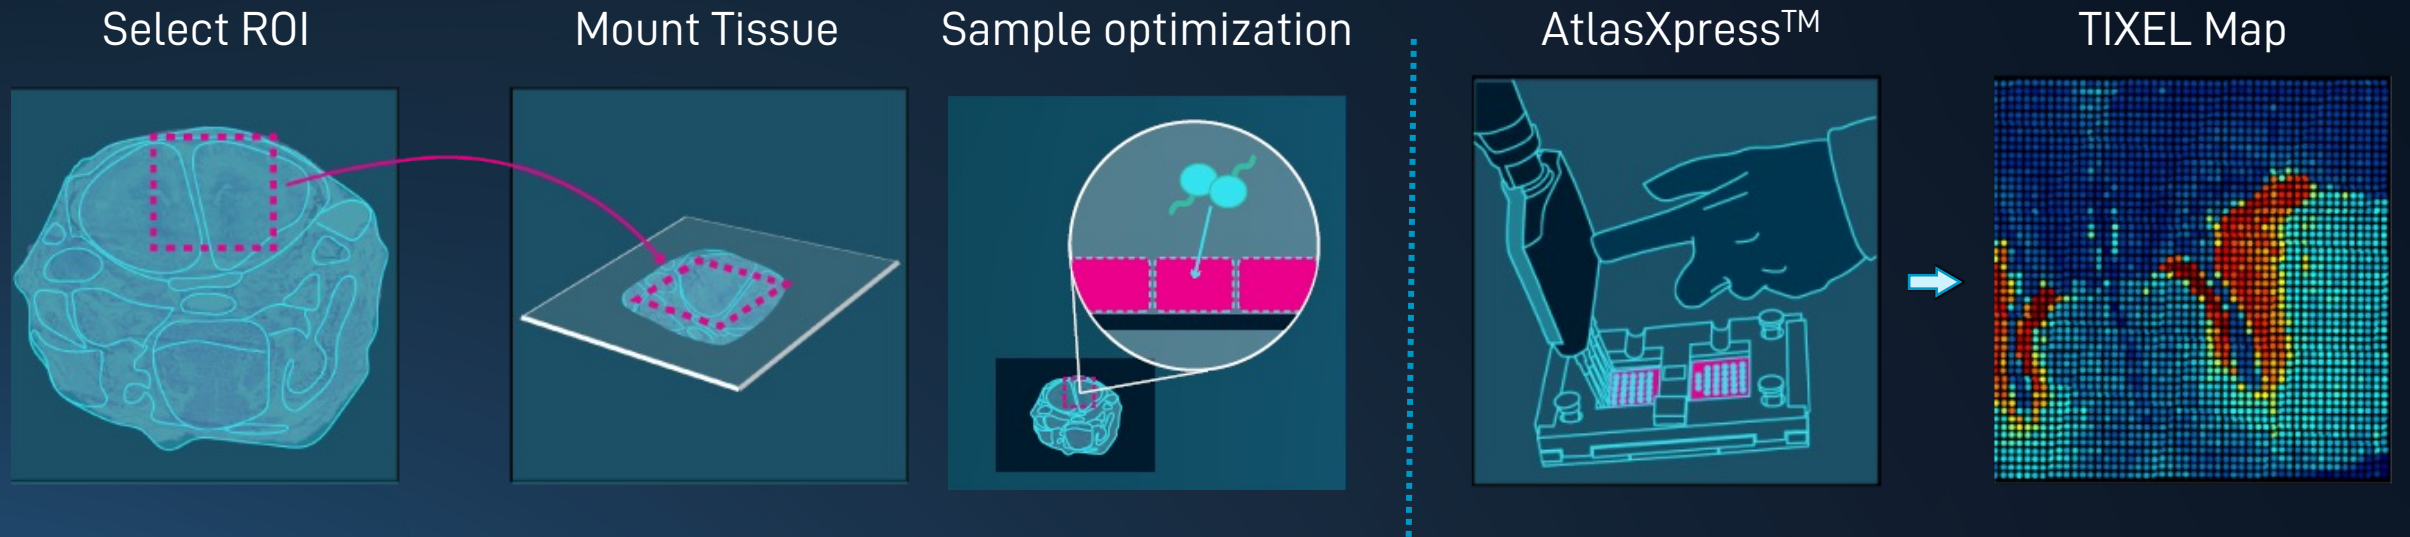 Select ROI
Mount Tissue
Sample optimization
AtlasXpress™
TIXEL Map